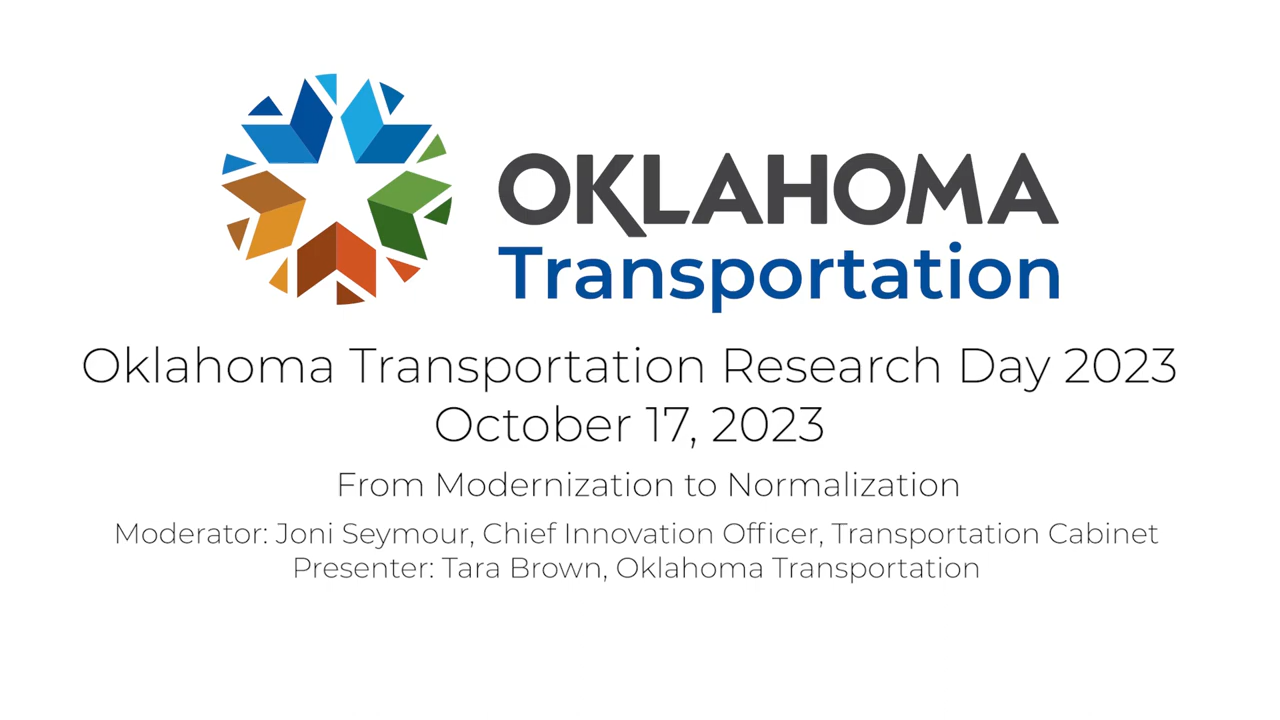 OKLAHOMA
Transportation
Oklahoma Transportation Research Day 2023
October 17, 2023
From Modernization to Normalization
Moderator: Joni Seymour, Chief Innovation Officer, Transportation Cabinet
Presenter: Tara Brown, Oklahoma Transportation